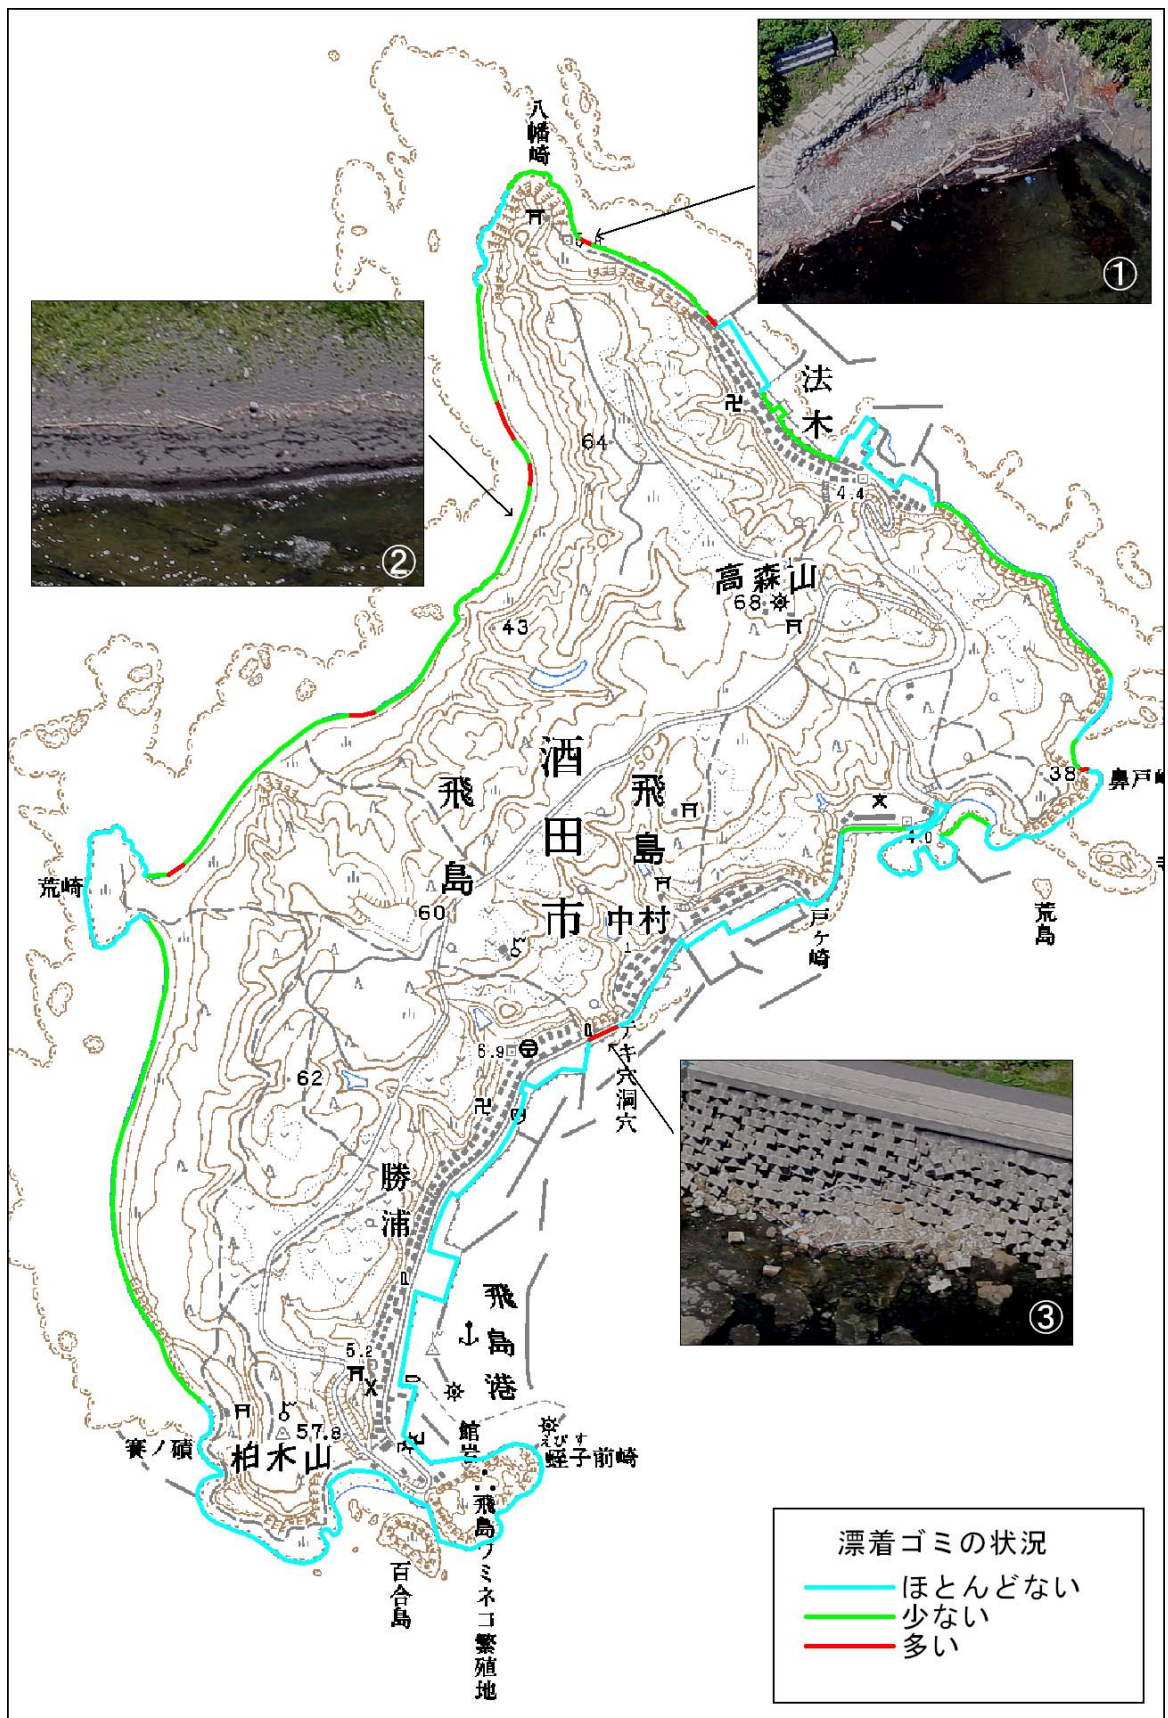 八幡崎
①
②
法木
64
4.4
高森山
68
43
38
酒田市
飛島
飛島
4.0
荒崎
60
中村
戸ヶ崎
荒島
テキ穴洞穴
6.9
62
勝浦
③
飛島港
5.2
館岩
えびす
蛭子前崎
57.8
柏木山
賽ノ磧
飛島ウミネコ繁殖地
百合島
漂着ゴミの状況
ほとんどない
少ない
多い